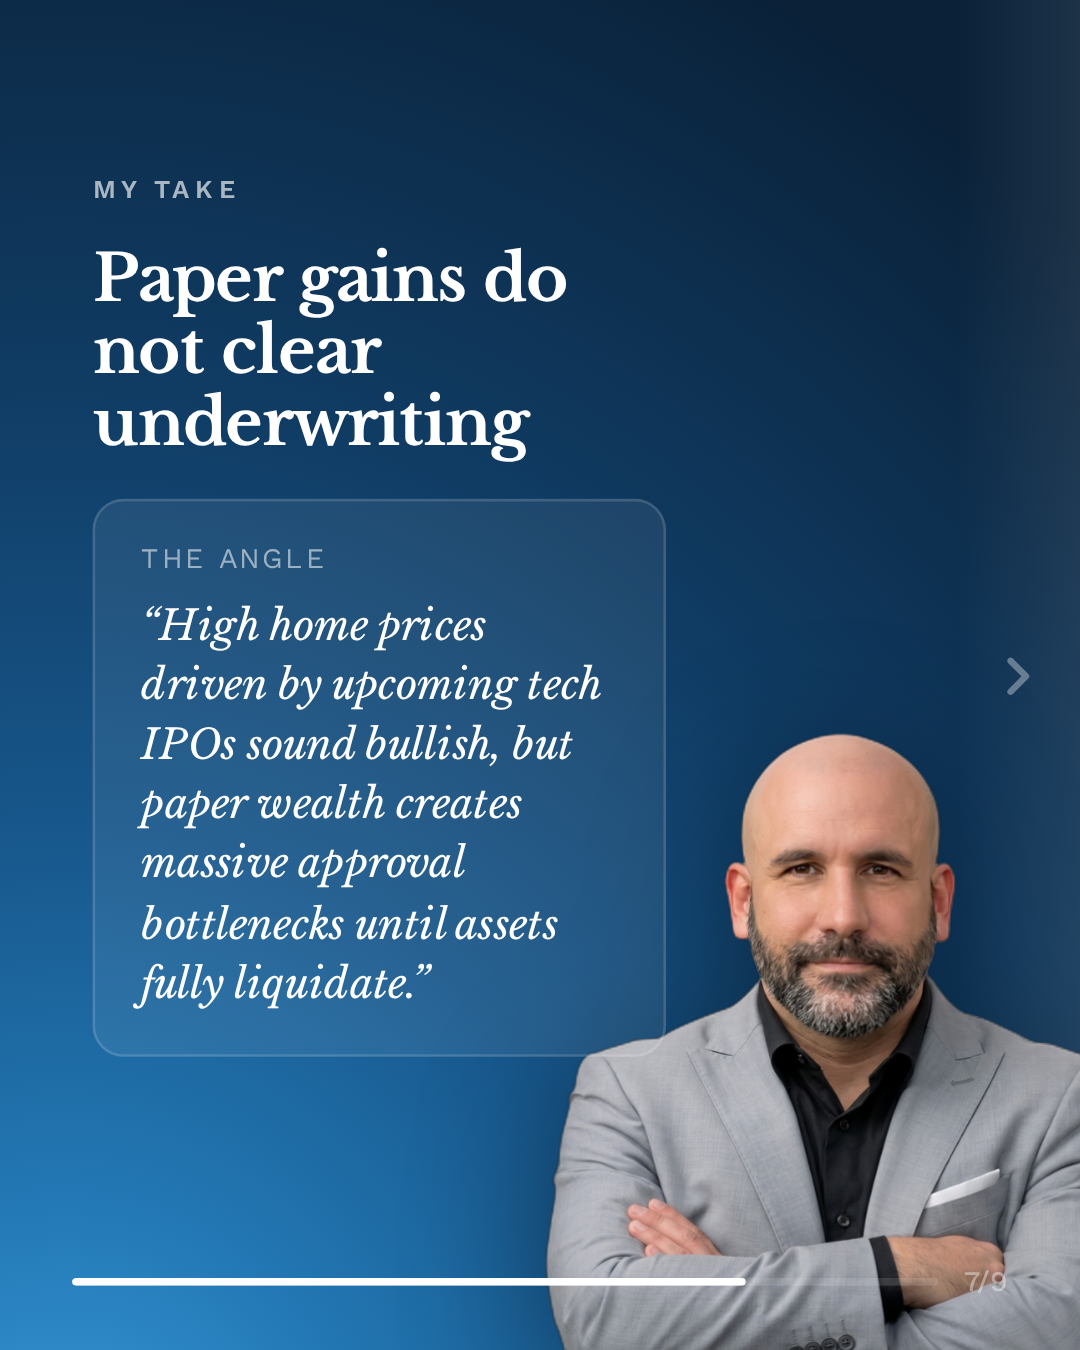 MY TAKE
Paper gains do
not clear
underwriting
THE ANGLE
“High home prices
driven by upcoming tech
IPOs sound bullish, but
paper wealth creates
massive approval
bottlenecks until assets
fully liquidate.”
7/9